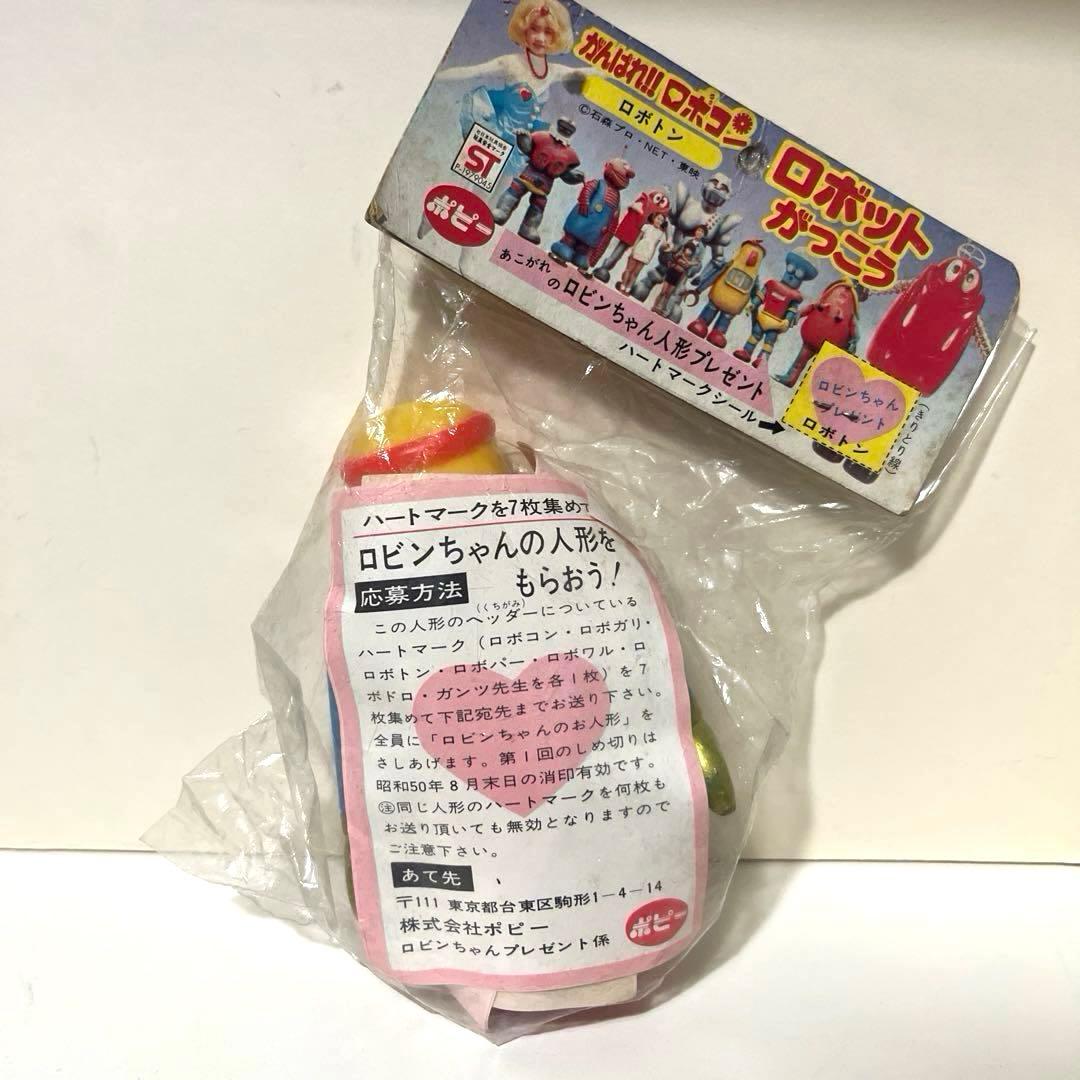 がんばれ!!ロボコン
ロボトン
©石森プロ・NET・東映
ロボット
がっこう
ST
ポピー
あこがれ
のロビンちゃん人形プレゼント
ハートマークシール➡
ロビンちゃん
プレゼント
ロボトン
(きりとり線)
ハートマークを7枚集めて
ロビンちゃんの人形を
もらおう!
応募方法
(くちがみ)
この人形のヘッダーについている
ハートマーク(ロボコン・ロボガリ・
ロボトン・ロボパー・ロボワル・ロ
ボドロ・ガンツ先生を各1枚)を7
枚集めて下記宛先までお送り下さい。
全員に「ロビンちゃんのお人形」を
さしあげます。第1回のしめ切りは
昭和50年8月末日の消印有効です。
㊟同じ人形のハートマークを何枚も
お送り頂いても無効となりますので
ご注意下さい。
あて先
〒111 東京都台東区駒形1-4-14
株式会社ポピー
ロビンちゃんプレゼント係
ポピー